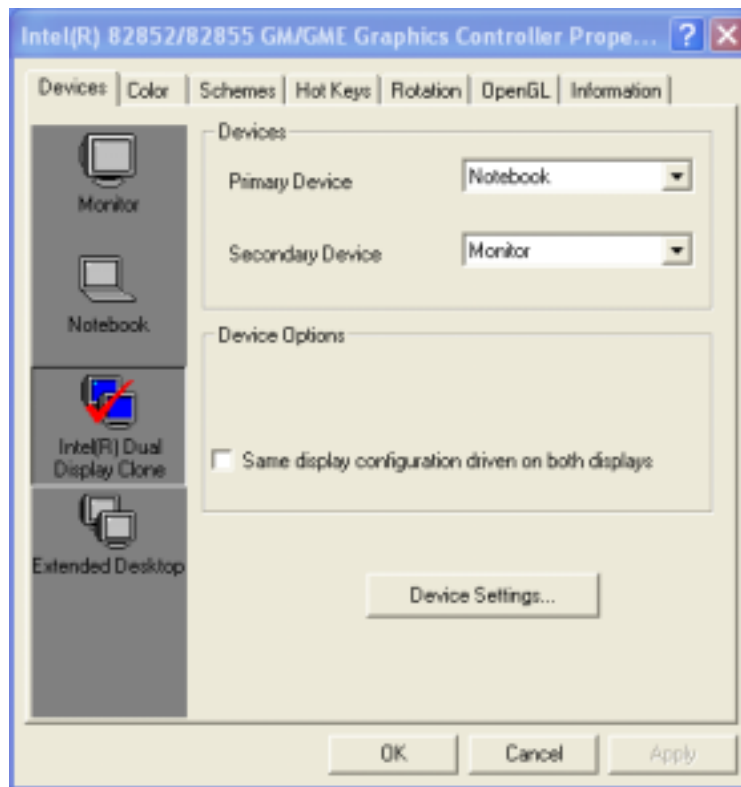 Intel(R) 82852/82855 GM/GME Graphics Controller Prope... ?
Devices Color Schemes Hot Keys Rotation OpenGL Information
Monitor
Notebook
Intel(R) Dual
Display Clone
Extended Desktop
Devices
Primary Device Notebook
Secondary Device Monitor
Device Options
Same display configuration driven on both displays
Device Settings...
OK Cancel Apply